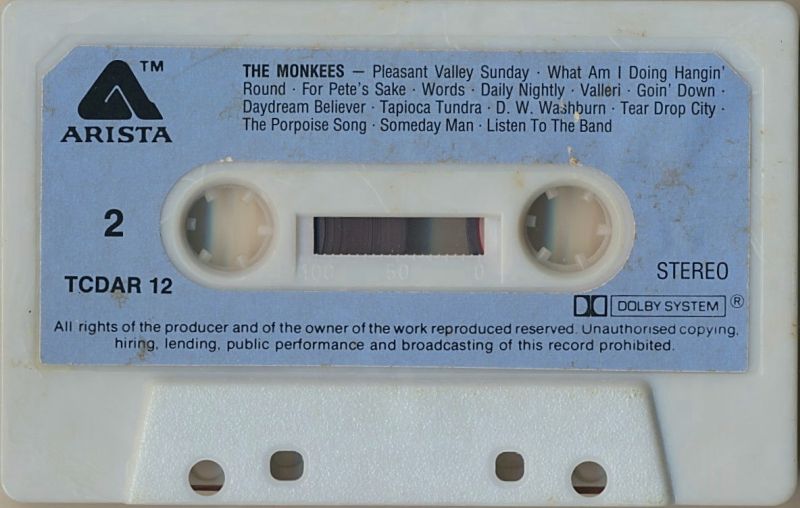 TM
ARISTA
THE MONKEES — Pleasant Valley Sunday · What Am I Doing Hangin'
Round · For Pete's Sake · Words · Daily Nightly · Valleri · Goin' Down ·
Daydream Believer · Tapioca Tundra · D. W. Washburn · Tear Drop City ·
The Porpoise Song · Someday Man · Listen To The Band
2
100 50 0
TCDAR 12
STEREO
DOLBY SYSTEM ®
All rights of the producer and of the owner of the work reproduced reserved. Unauthorised copying,
hiring, lending, public performance and broadcasting of this record prohibited.